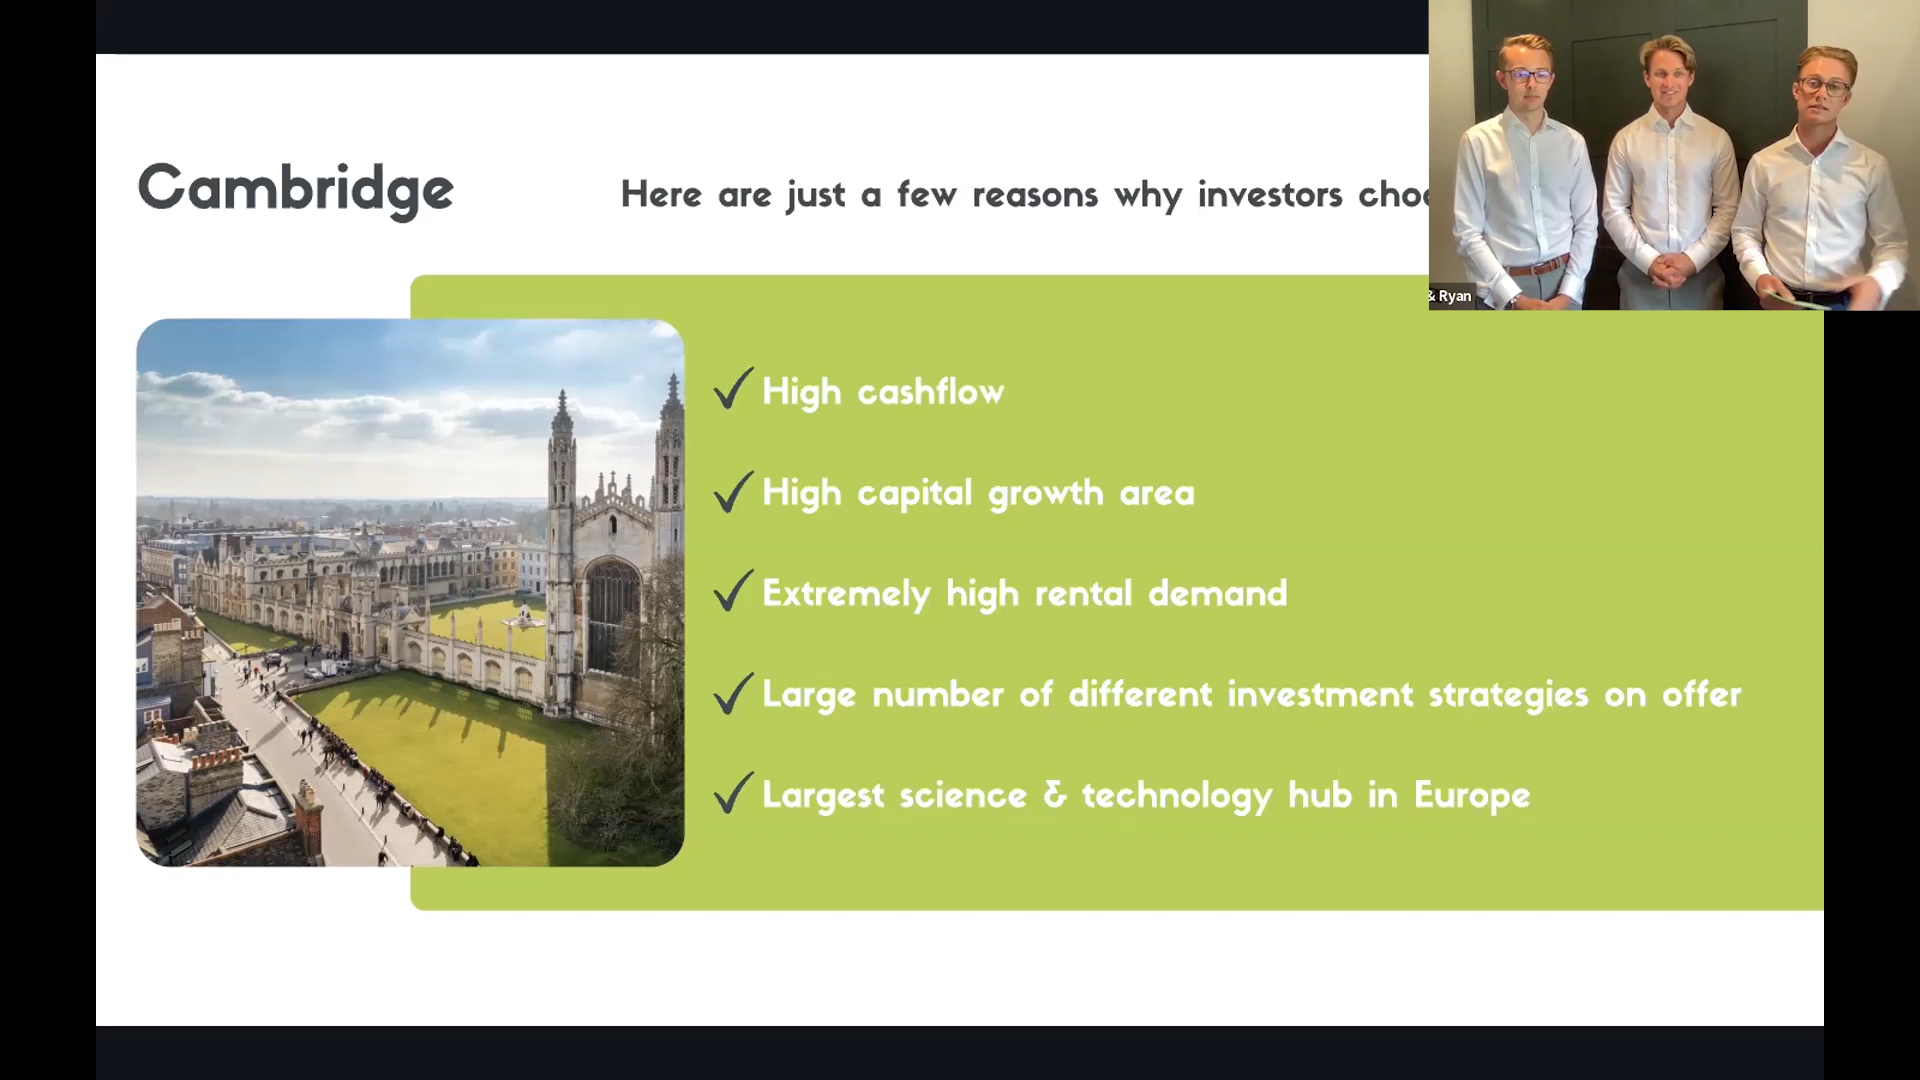 Cambridge
Here are just a few reasons why investors
& Ryan
High cashflow
High capital growth area
Extremely high rental demand
Large number of different investment strategies on offer
Largest science & technology hub in Europe